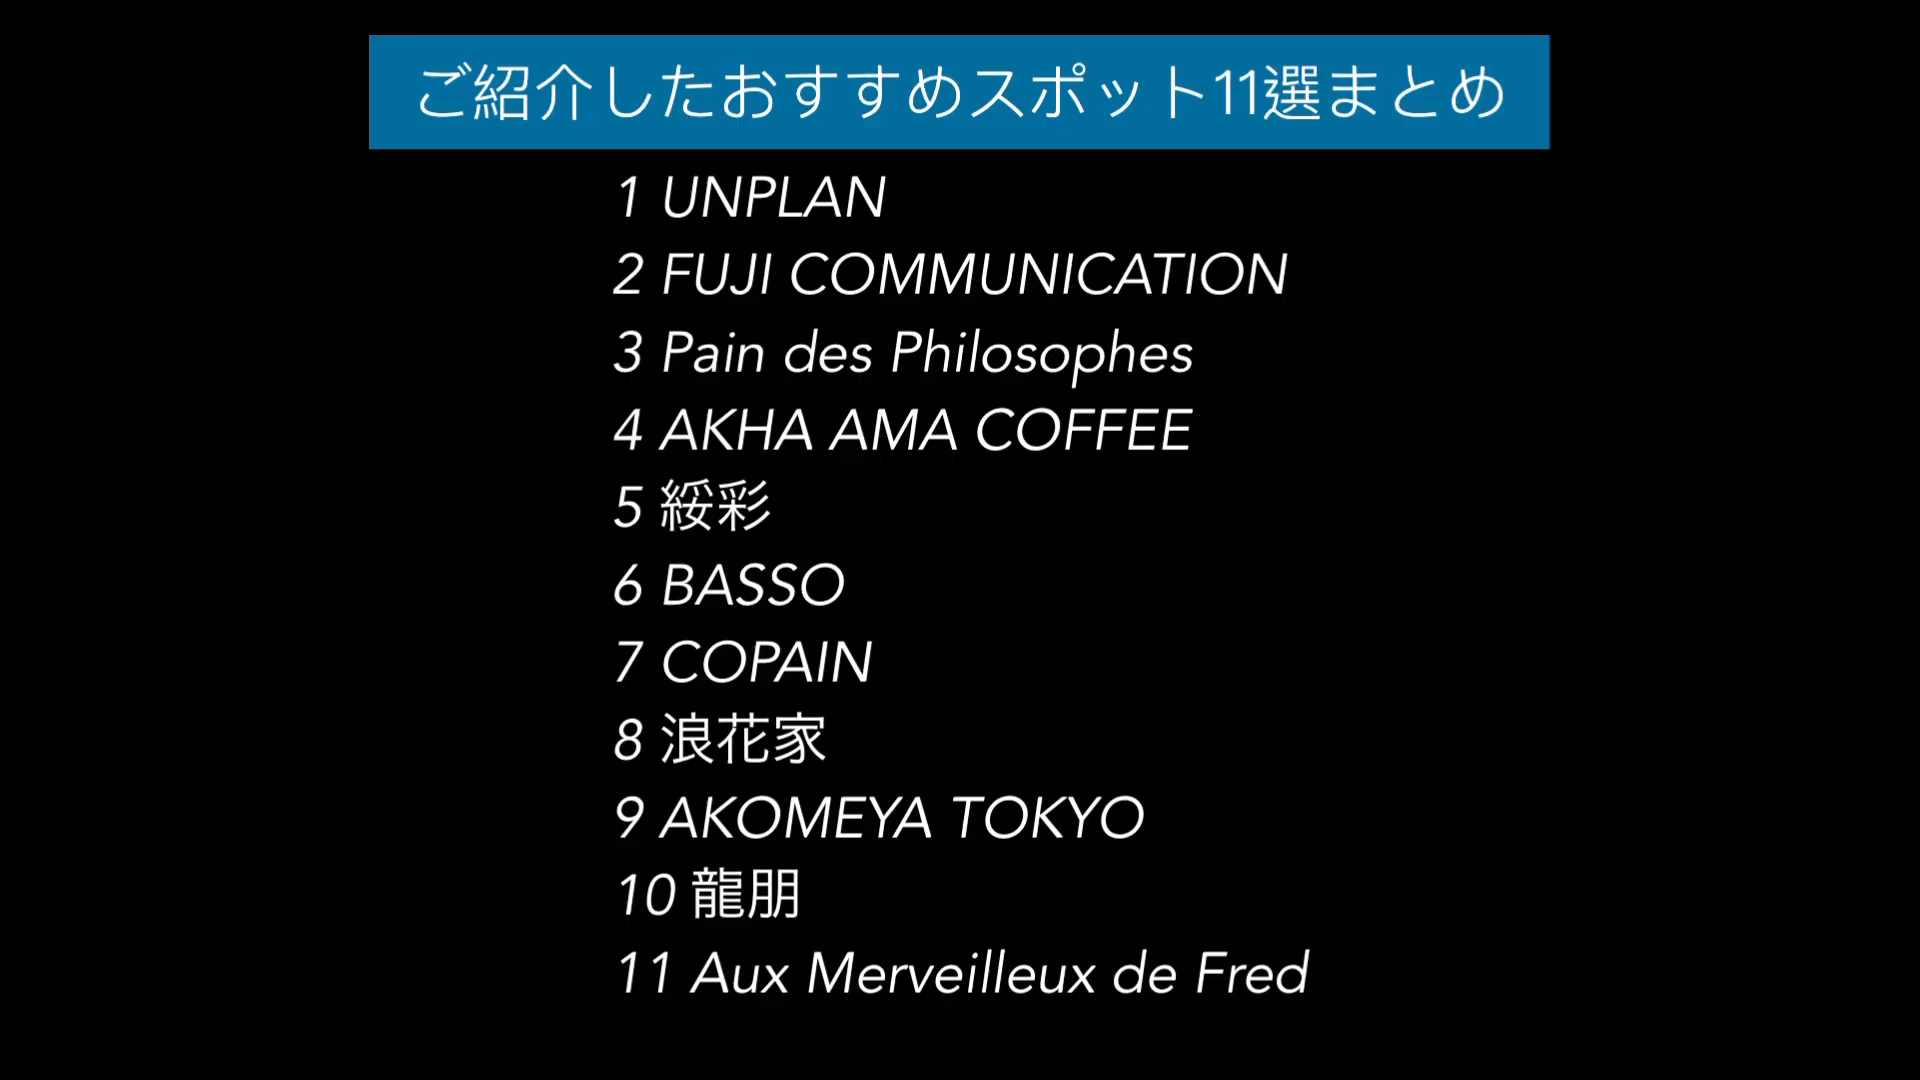 ご紹介したおすすめスポット11選まとめ
1 UNPLAN
2 FUJI COMMUNICATION
3 Pain des Philosophes
4 AKHA AMA COFFEE
5 綏彩
6 BASSO
7 COPAIN
8 浪花家
9 AKOMEYA TOKYO
10 龍朋
11 Aux Merveilleux de Fred